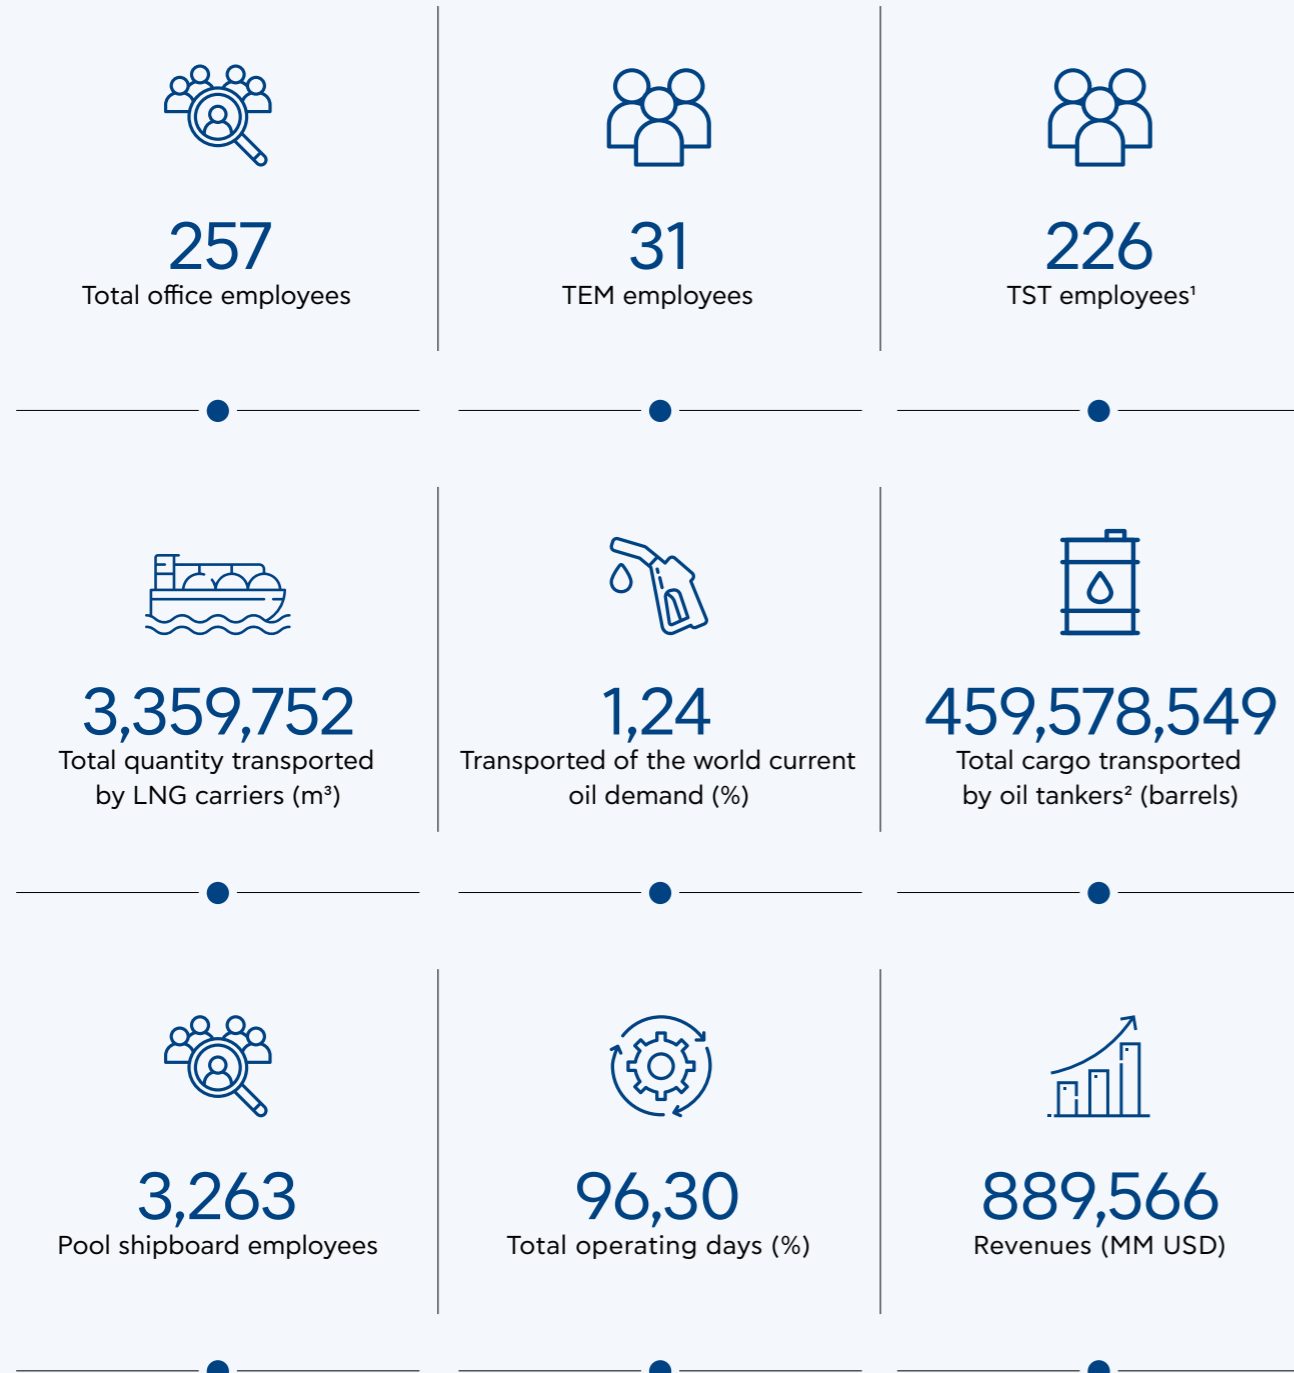 257
Total office employees
31
TEM employees
226
TST employees¹
3,359,752
Total quantity transported
by LNG carriers (m³)
1,24
Transported of the world current
oil demand (%)
459,578,549
Total cargo transported
by oil tankers² (barrels)
3,263
Pool shipboard employees
96,30
Total operating days (%)
889,566
Revenues (MM USD)